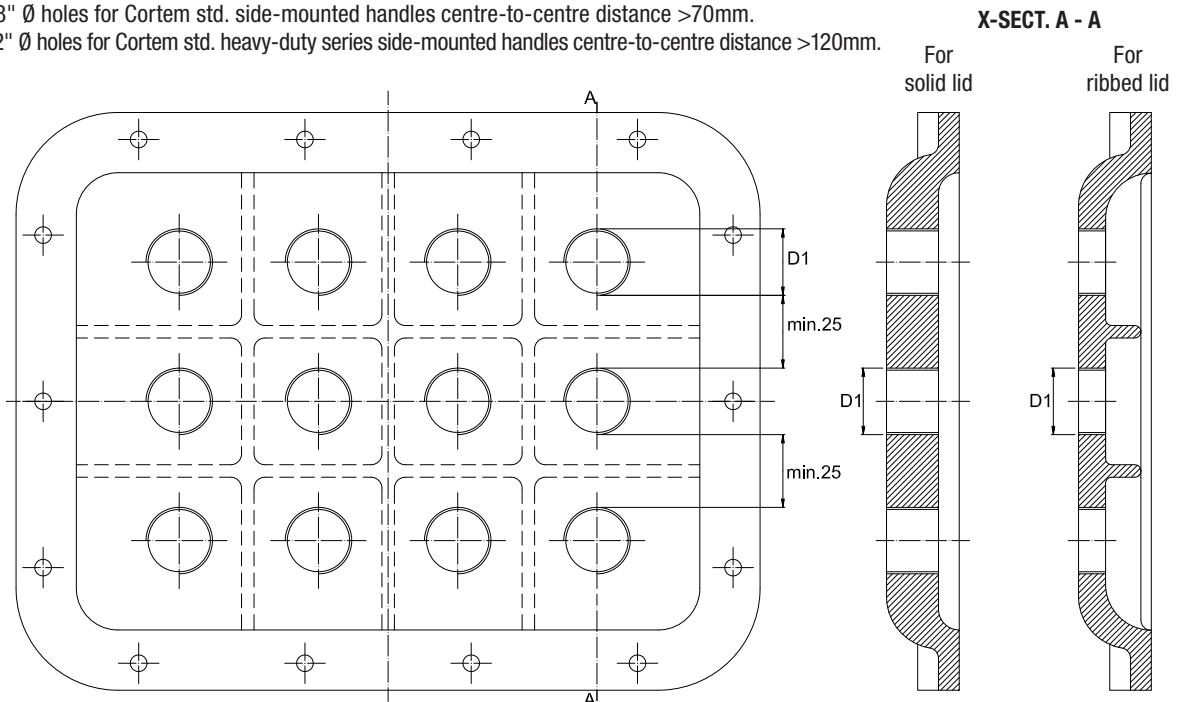 3" Ø holes for Cortem std. side-mounted handles centre-to-centre distance >70mm.
2" Ø holes for Cortem std. heavy-duty series side-mounted handles centre-to-centre distance >120mm.
X-SECT. A - A
For
solid lid
For
ribbed lid
A
D1
min.25
D1
D1
min.25
A